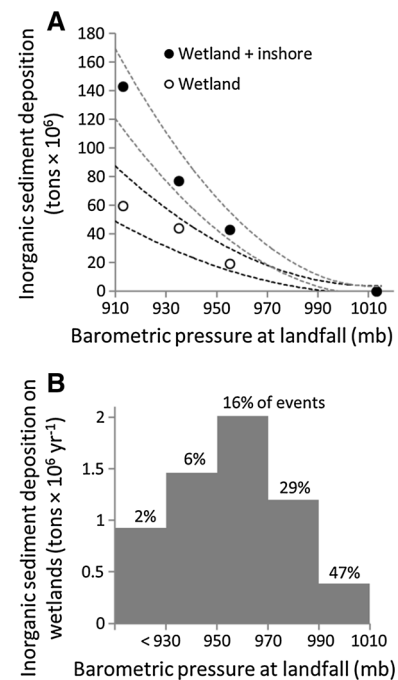 A
180
160
140
120
100
80
60
40
20
0
Inorganic sediment deposition
(tons × 10⁶)
Wetland + inshore
Wetland
910 930 950 970 990 1010
Barometric pressure at landfall (mb)
B
2
1.5
1
0.5
0
Inorganic sediment deposition on
wetlands (tons × 10⁶ yr⁻¹)
2%
6%
16% of events
29%
47%
< 930 950 970 990 1010
Barometric pressure at landfall (mb)